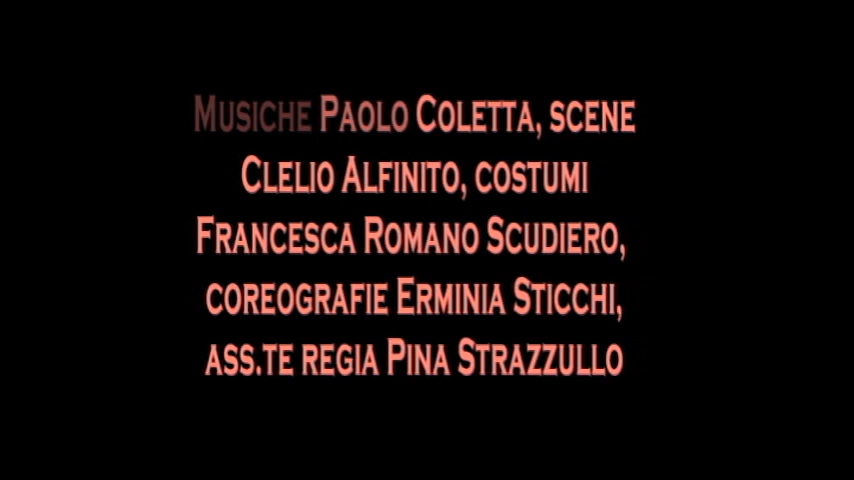 Musiche Paolo Coletta, scene
Clelio Alfinito, costumi
Francesca Romano Scudiero,
coreografie Erminia Sticchi,
ass.te regia Pina Strazzullo